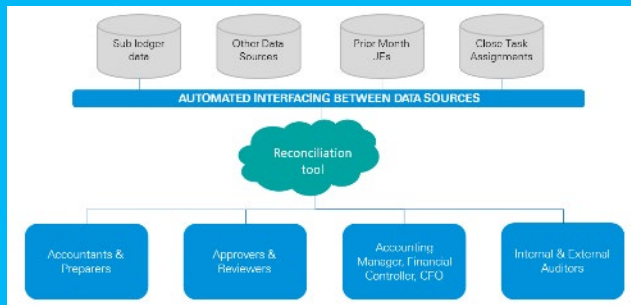 Sub ledger
data
Other Data
Sources
Prior Month
JEs
Close Task
Assignments
AUTOMATED INTERFACING BETWEEN DATA SOURCES
Reconciliation
tool
Accountants &
Preparers
Approvers &
Reviewers
Accounting
Manager, Financial
Controller, CFO
Internal & External
Auditors